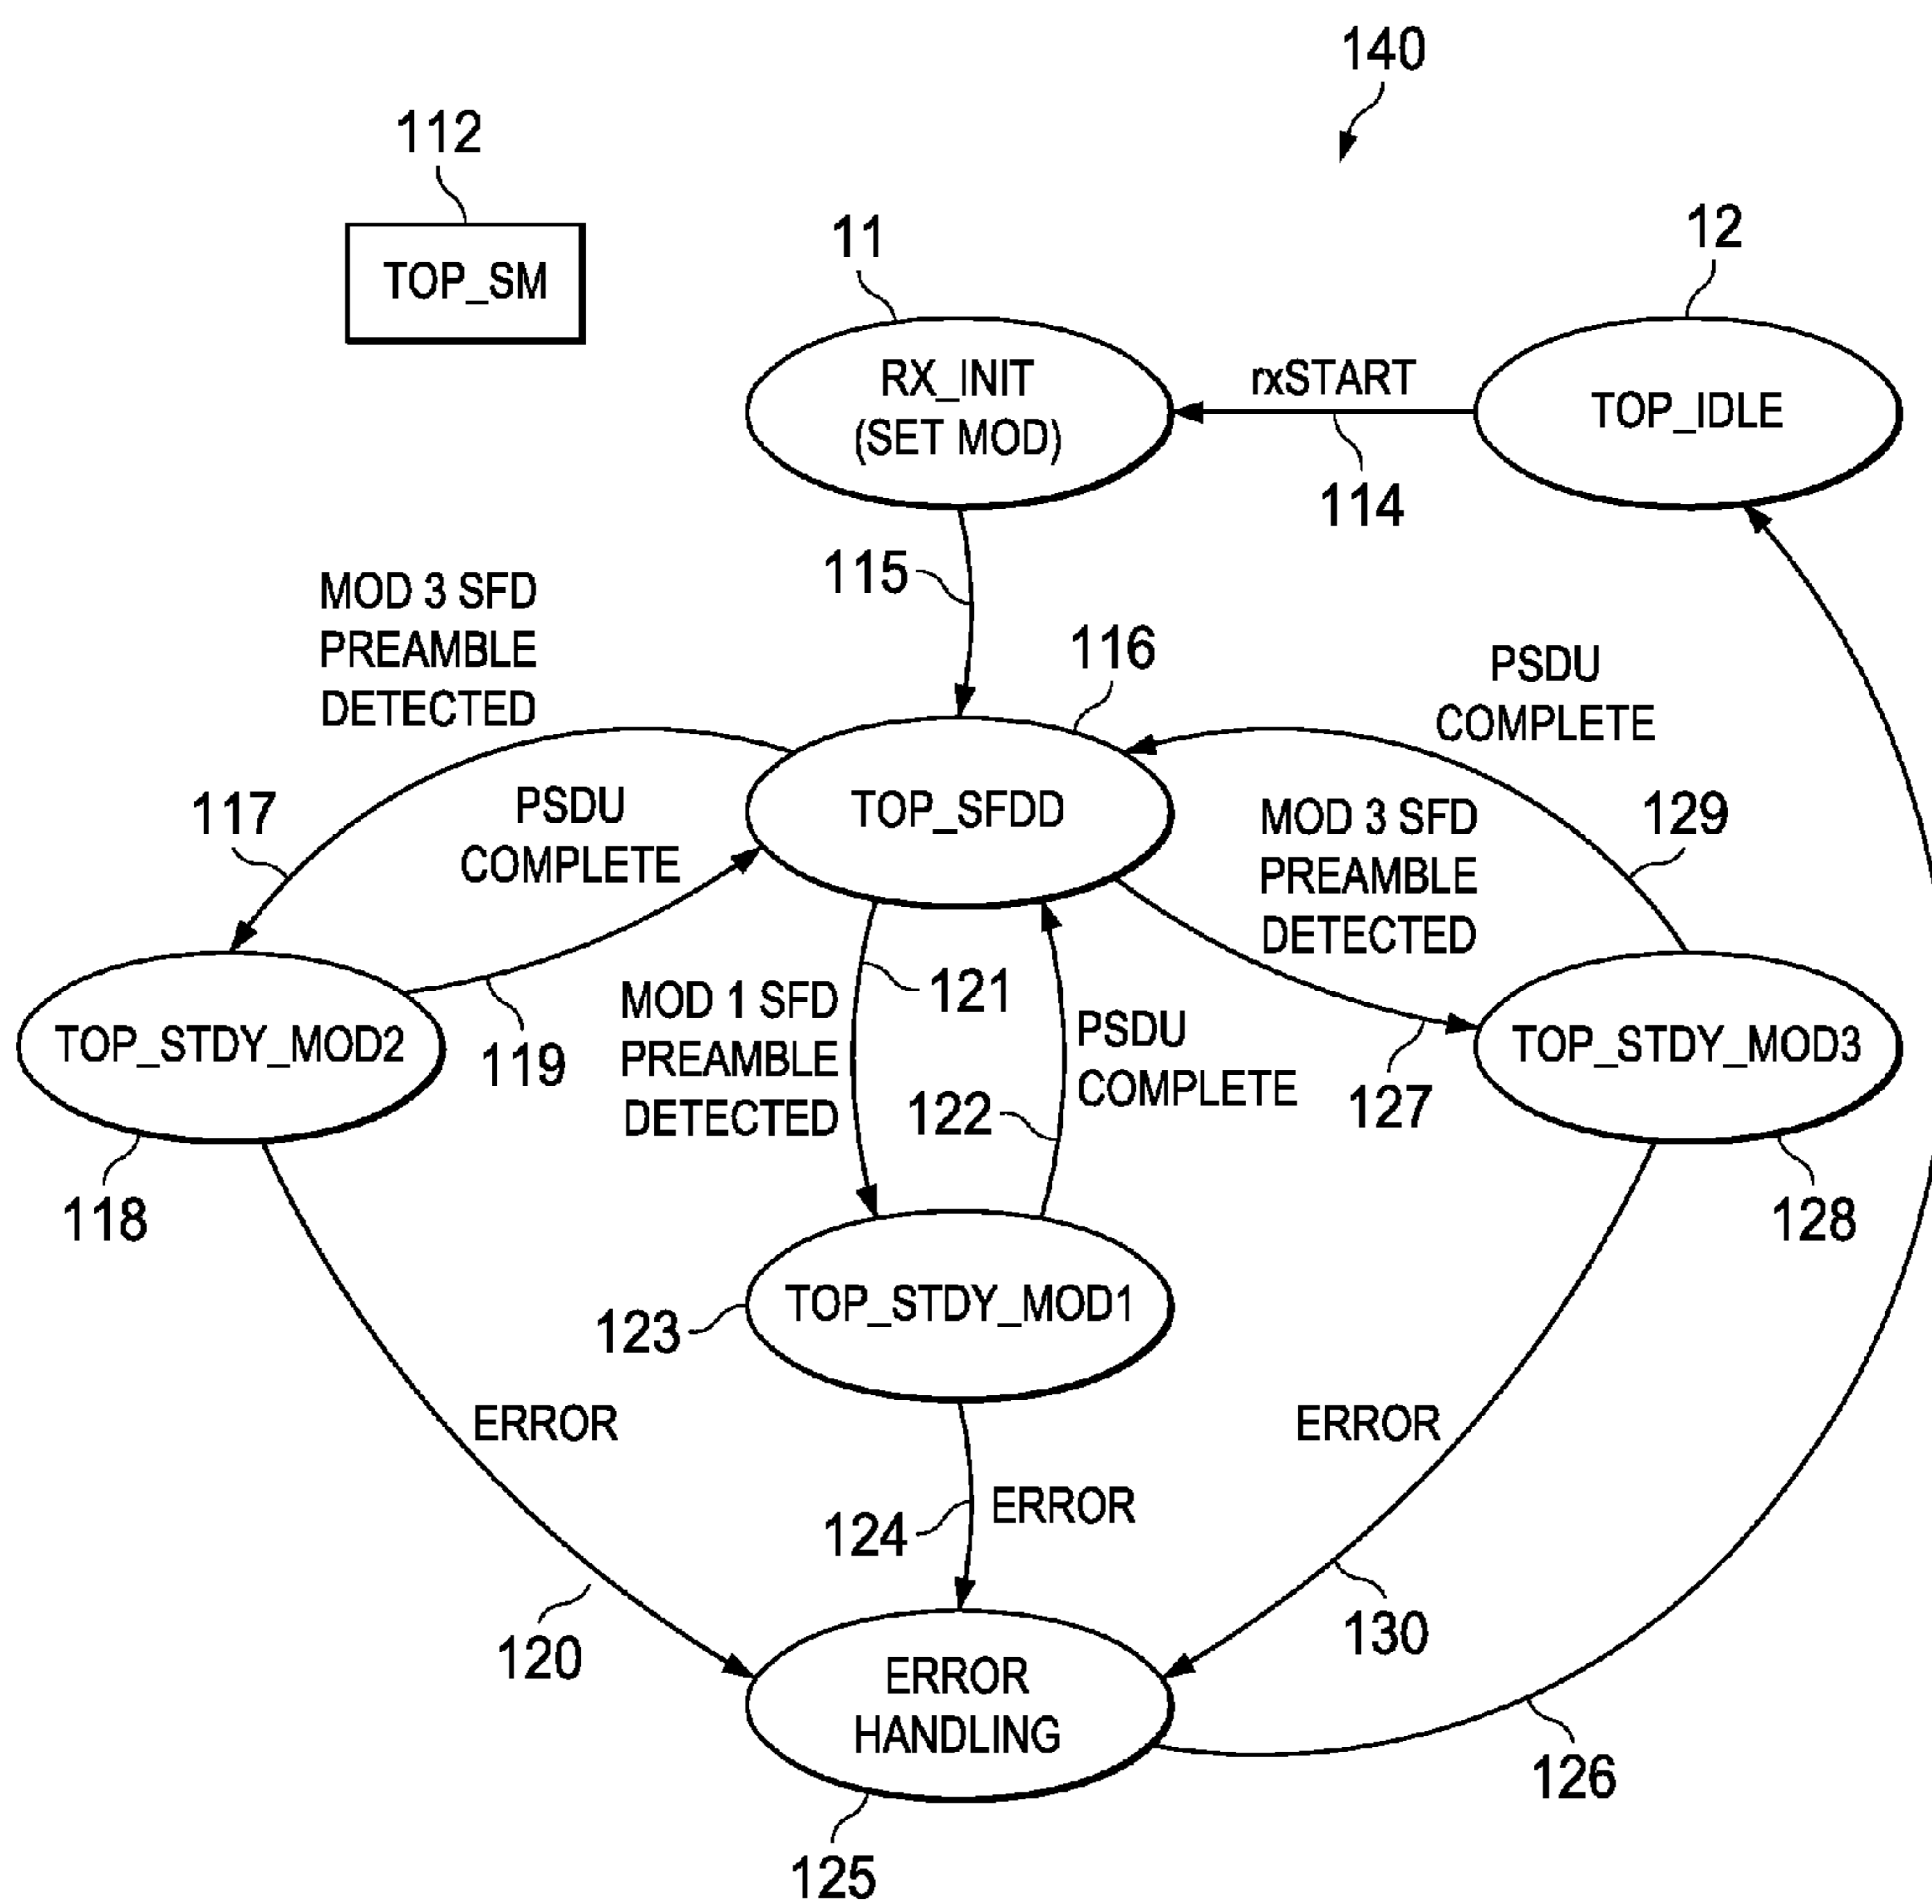 140
112
TOP_SM
11
12
RX_INIT
(SET MOD)
rxSTART
TOP_IDLE
114
115
MOD 3 SFD
PREAMBLE
DETECTED
116
PSDU
COMPLETE
117
PSDU
COMPLETE
TOP_SFDD
MOD 3 SFD
PREAMBLE
DETECTED
129
TOP_STDY_MOD2
119
MOD 1 SFD
PREAMBLE
DETECTED
121
PSDU
COMPLETE
122
127
TOP_STDY_MOD3
118
128
TOP_STDY_MOD1
123
ERROR
ERROR
124
ERROR
120
130
ERROR
HANDLING
126
125